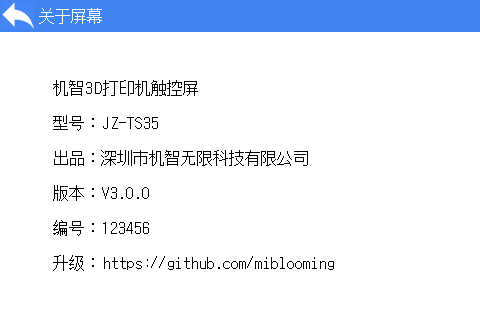 关于屏幕
机智3D打印机触控屏
型号：JZ-TS35
出品：深圳市机智无限科技有限公司
版本：V3.0.0
编号：123456
升级：https://github.com/miblooming